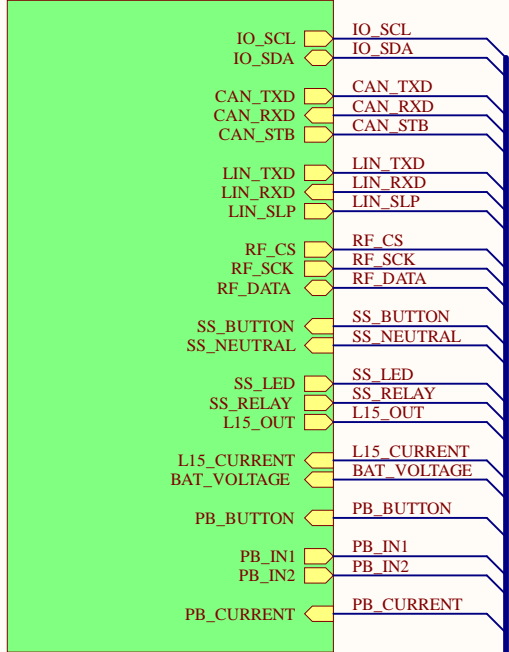 IO_SCL IO_SCL
IO_SDA IO_SDA
CAN_TXD CAN_TXD
CAN_RXD CAN_RXD
CAN_STB CAN_STB
LIN_TXD LIN_TXD
LIN_RXD LIN_RXD
LIN_SLP LIN_SLP
RF_CS RF_CS
RF_SCK RF_SCK
RF_DATA RF_DATA
SS_BUTTON SS_BUTTON
SS_NEUTRAL SS_NEUTRAL
SS_LED SS_LED
SS_RELAY SS_RELAY
L15_OUT L15_OUT
L15_CURRENT L15_CURRENT
BAT_VOLTAGE BAT_VOLTAGE
PB_BUTTON PB_BUTTON
PB_IN1 PB_IN1
PB_IN2 PB_IN2
PB_CURRENT PB_CURRENT